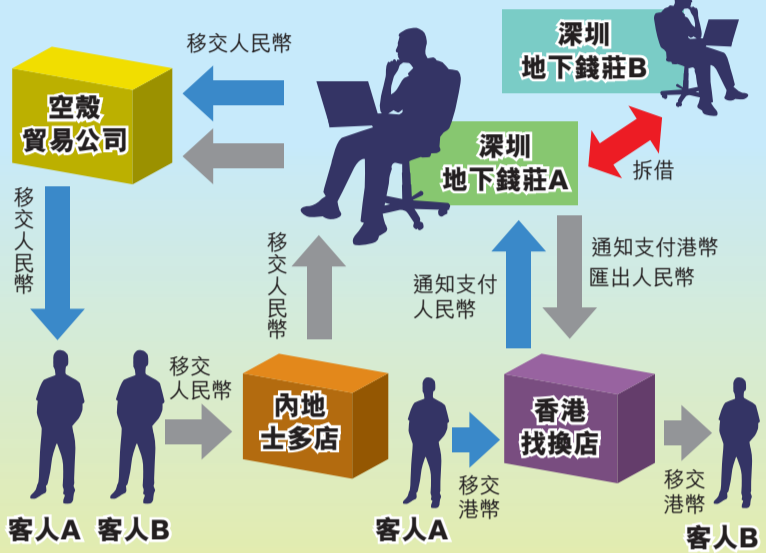 移交人民幣
深圳
地下錢莊B
空殼
貿易公司
深圳
地下錢莊A
拆借
移交人民幣
移交人民幣
通知支付
人民幣
通知支付港幣
匯出人民幣
移交
人民幣
內地
士多店
香港
找換店
移交
港幣
移交
港幣
客人A
客人B
客人A
客人B